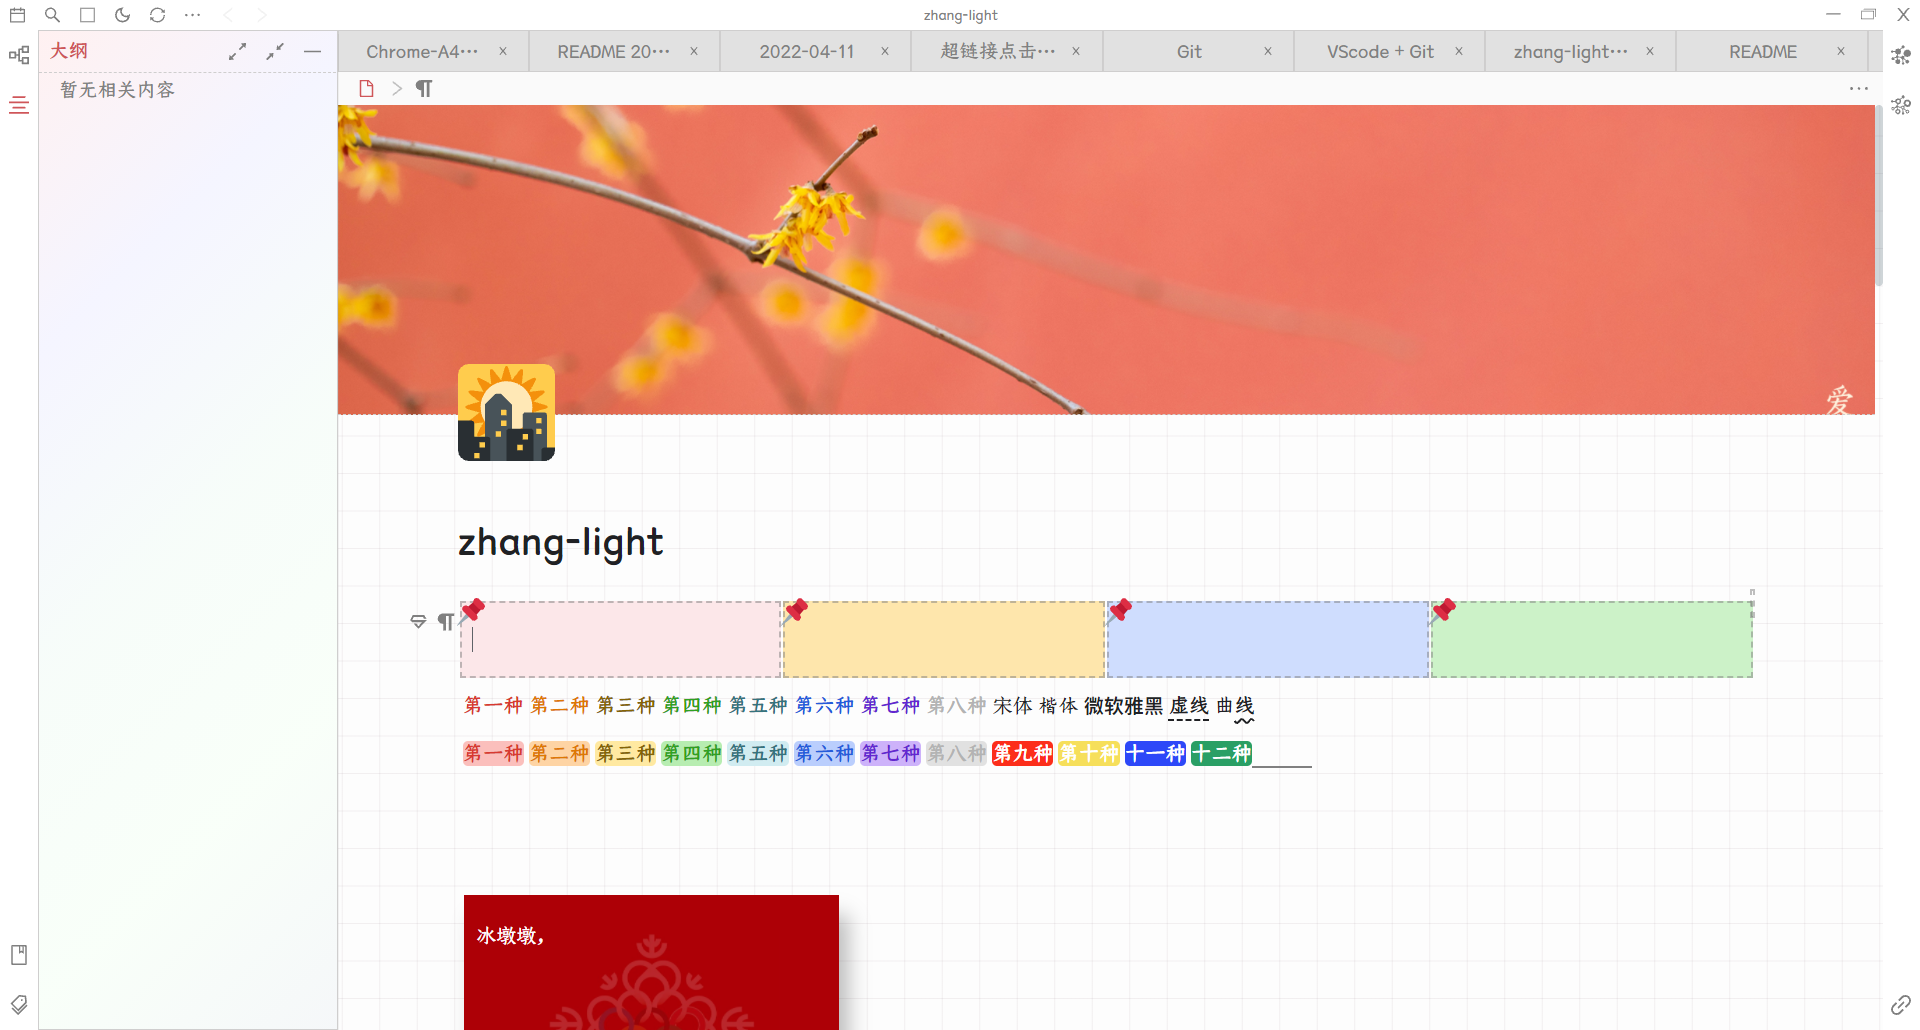 zhang-light
大纲
Chrome-A4⋯
README 20⋯
2022-04-11
超链接点击⋯
Git
VScode + Git
zhang-light⋯
README
暂无相关内容
爱
zhang-light
第一种 第二种 第三种 第四种 第五种 第六种 第七种 第八种 宋体 楷体 微软雅黑 虚线 曲线
第一种 第二种 第三种 第四种 第五种 第六种 第七种 第八种 第九种 第十种 十一种 十二种
冰墩墩，